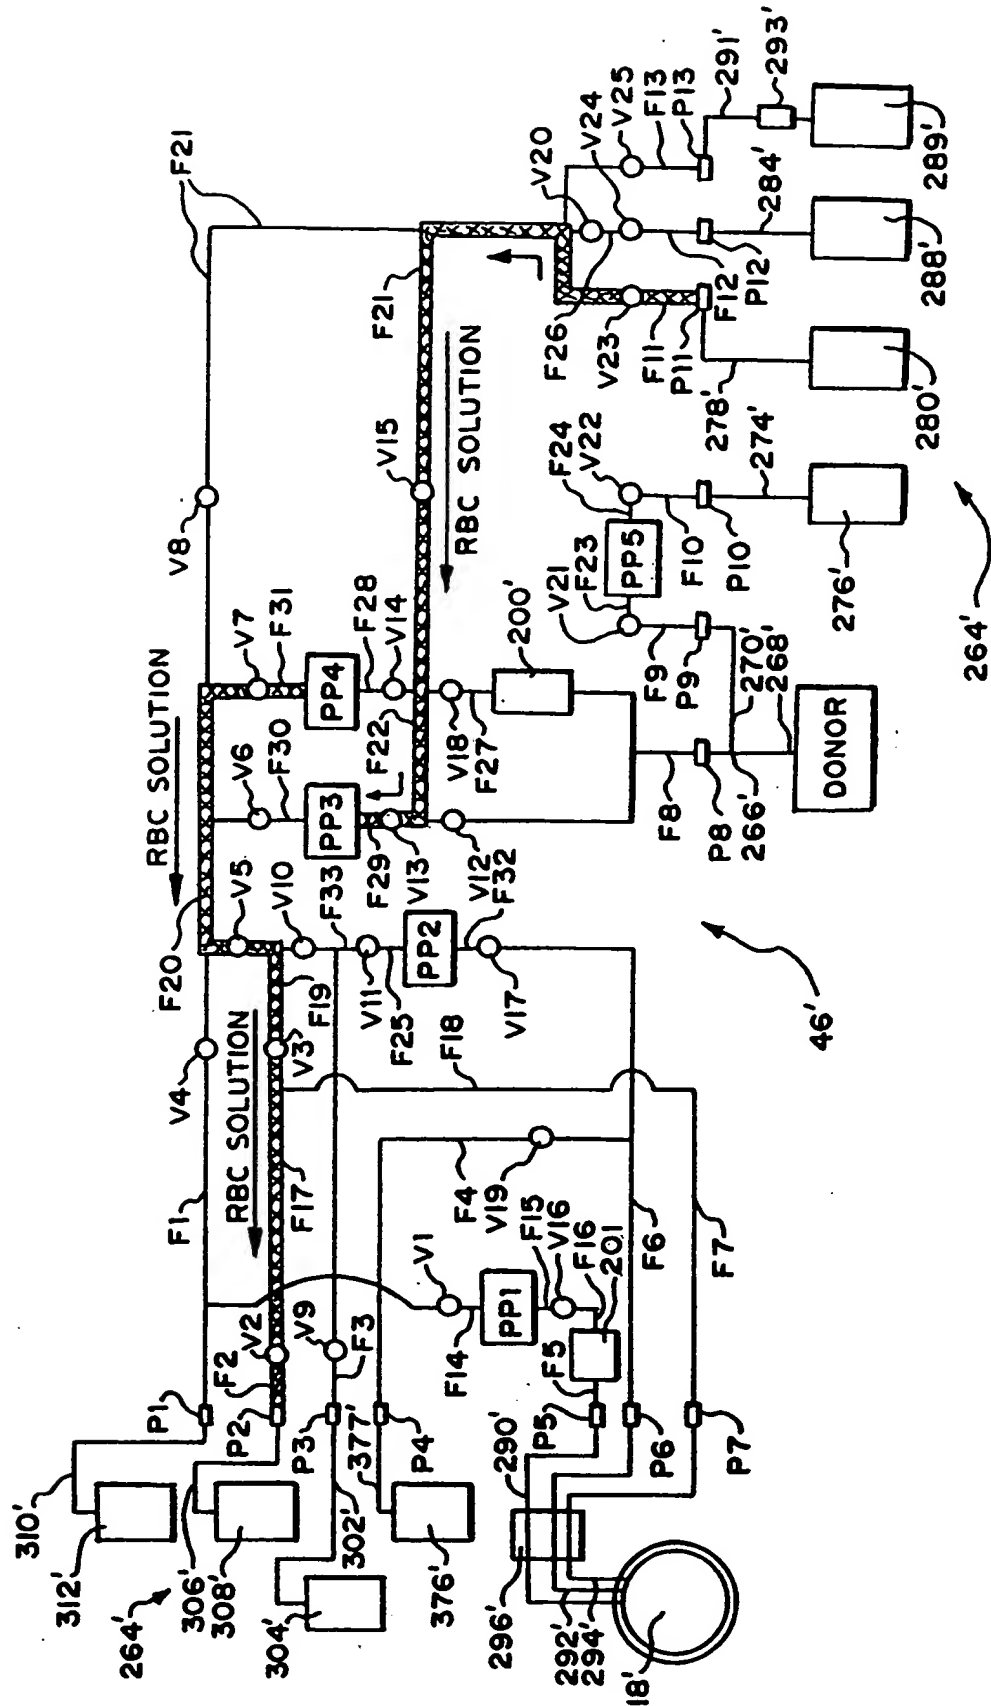 310'
312'
264'
306'
308'
304'
302'
377'
376'
296'
292'
294'
290'
18'
P1
P2
P3
P4
P5
P6
P7
F1
F2
V2
V9
F3
V4
RBC SOLUTION
F17
V3
F19
F18
F4
V19
V1
F14
PP1
F15
V16
F16
201
F5
F6
F7
F20
RBC SOLUTION
V5
V10
F33
V11
F25
PP2
F32
V17
V6
F30
PP3
F29
V13
V12
V7
F31
PP4
F28
V14
F22
V18
F27
200'
V8
F21
F21
V15
RBC SOLUTION
F8
P8
266'
268'
270'
DONOR
V21
F23
PP5
F24
V22
F9
P9
F10
P10
274'
276'
V20
V24
V25
F26
V23
F11
P11
F12
P12
F13
P13
278'
280'
284'
288'
291'
293'
289'
46'
264'